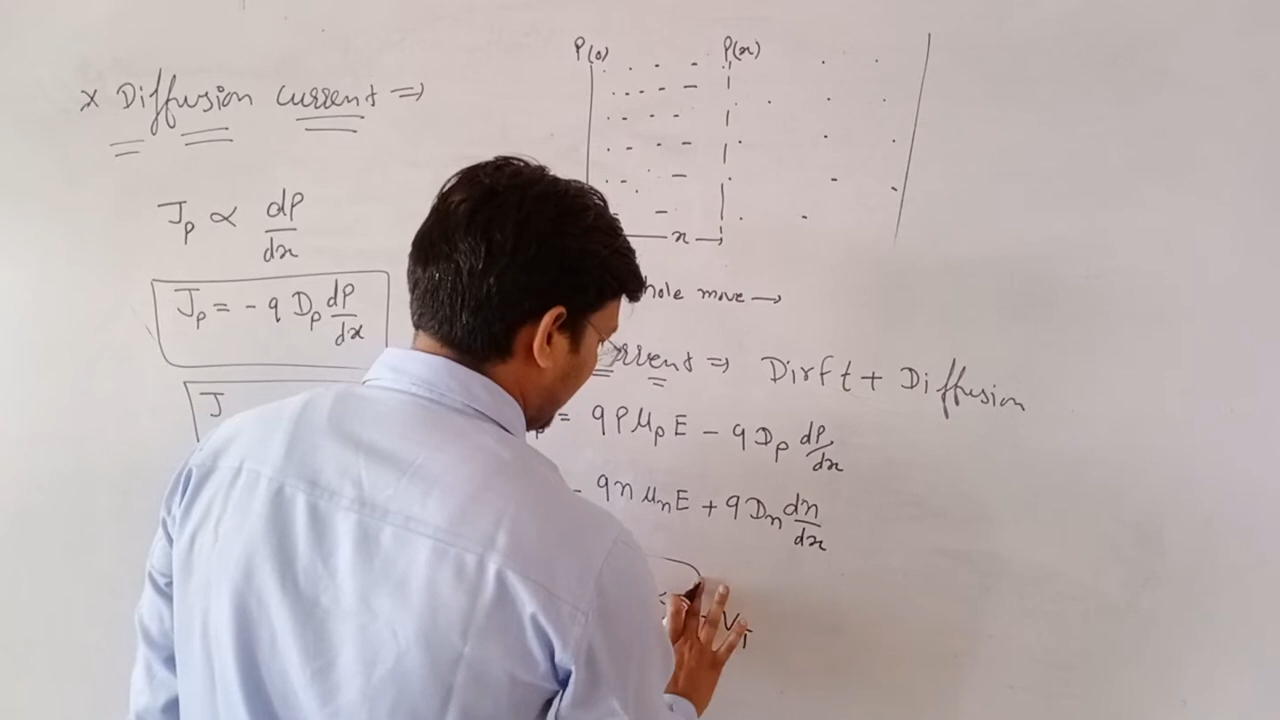 x Diffusion current ⇒
P(0) P(x)
J_p ∝ dP/dx
J_p = - q D_p dP/dx
J
x
hole move →
⇒ Dirft + Diffusion
= q P μ_p E - q D_p dP/dx
q n μ_n E + q D_n dn/dx
V_T